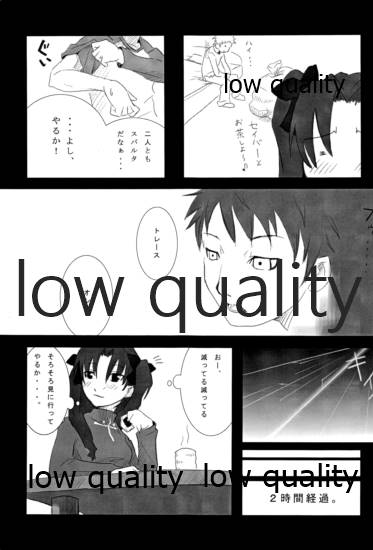 ハイ...
セイバーと
お茶しよ〜♪
low quality
ぐい
二人とも
スパルタ
だなぁ...
...よし、
やるか!
トレース
low quality
キィ
2時間経過。
おー、
減ってる減ってる
そろそろ見に行って
やるか....。
low quality
low quality